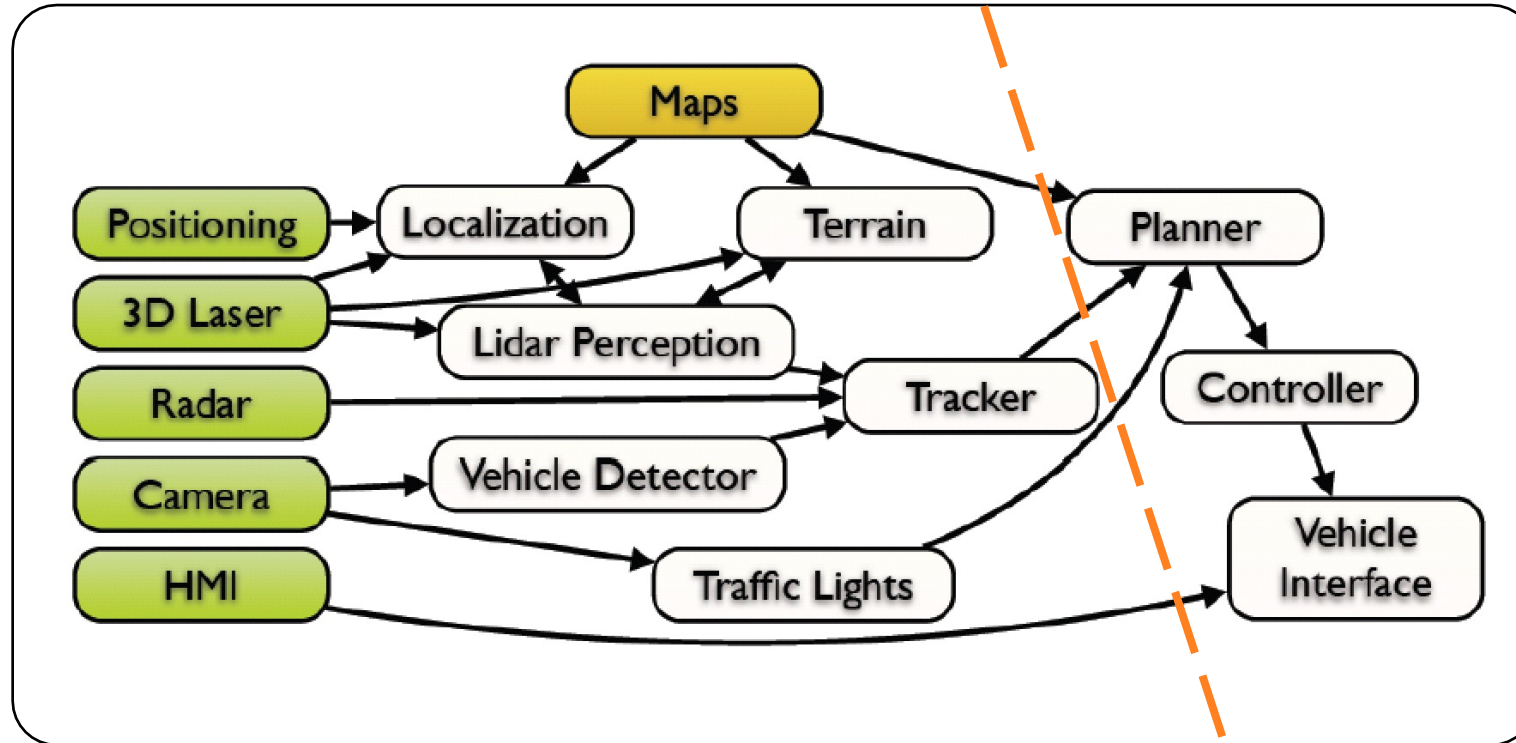 Maps
Positioning
Localization
Terrain
Planner
3D Laser
Lidar Perception
Radar
Tracker
Controller
Camera
Vehicle Detector
HMI
Traffic Lights
Vehicle
Interface